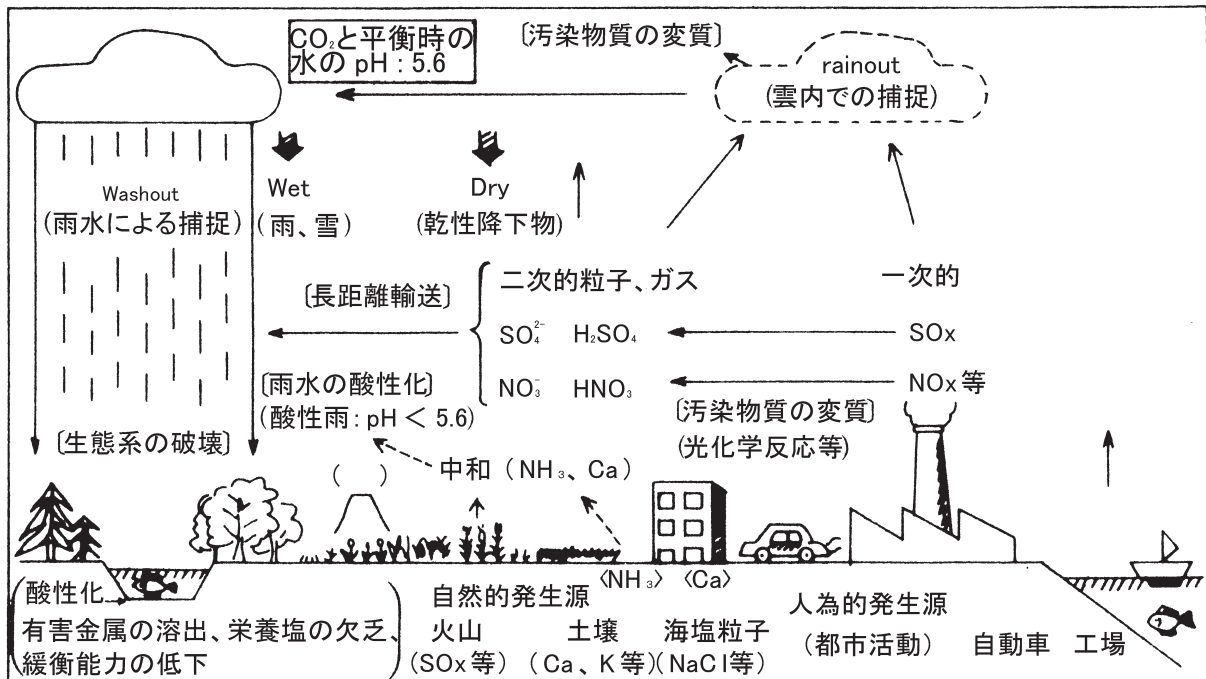 CO₂と平衡時の
水の pH : 5.6
〔汚染物質の変質〕
rainout
(雲内での捕捉)
Washout
(雨水による捕捉)
Wet
(雨、雪)
Dry
(乾性降下物)
〔長距離輸送〕
二次的粒子、ガス
一次的
SO₄²⁻ H₂SO₄
SOx
NO₃⁻ HNO₃
NOx等
〔雨水の酸性化〕
(酸性雨: pH < 5.6)
〔汚染物質の変質〕
(光化学反応等)
〔生態系の破壊〕
中和(NH₃、Ca)
( )
〈NH₃〉〈Ca〉
酸性化
有害金属の溶出、栄養塩の欠乏、
緩衝能力の低下
自然的発生源
火山 土壌 海塩粒子
(SOx等) (Ca、K等)(NaCl等)
人為的発生源
(都市活動) 自動車 工場